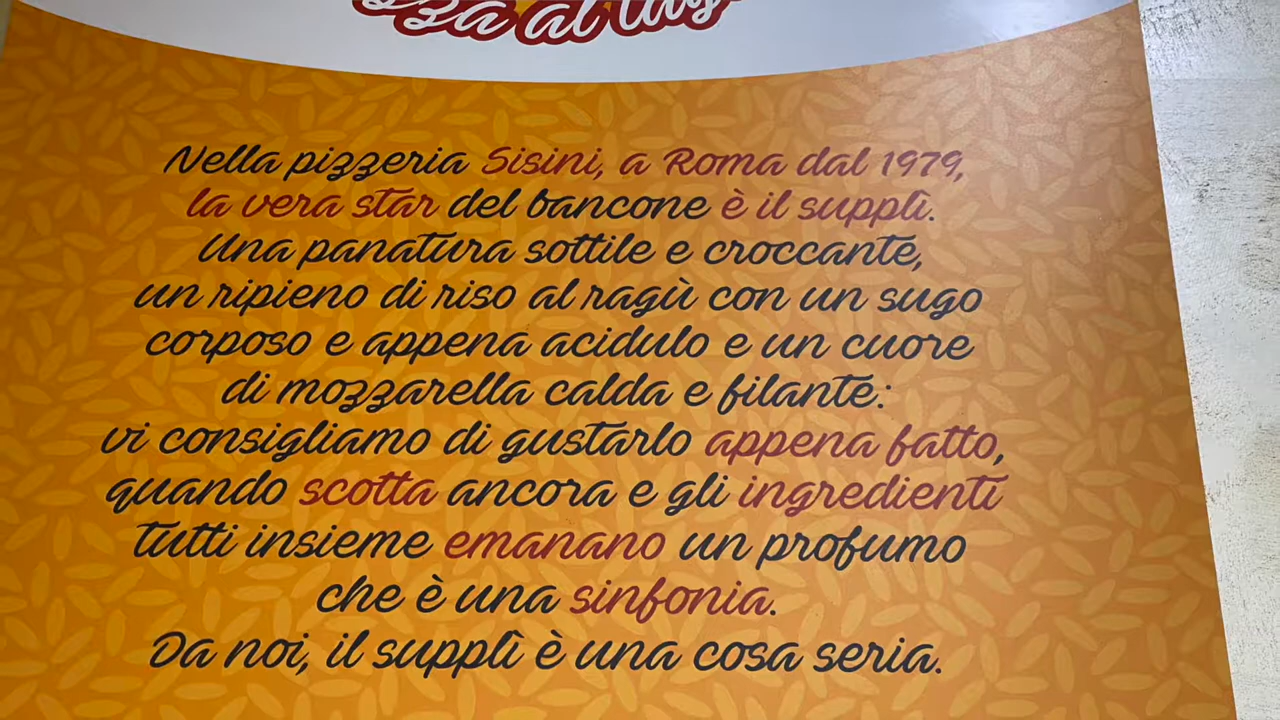 Nella pizzeria Sisini, a Roma dal 1979,
la vera star del bancone è il supplì.
Una panatura sottile e croccante,
un ripieno di riso al ragù con un sugo
corposo e appena acidulo e un cuore
di mozzarella calda e filante:
vi consigliamo di gustarlo appena fatto,
quando scotta ancora e gli ingredienti
tutti insieme emanano un profumo
che è una sinfonia.
Da noi, il supplì è una cosa seria.